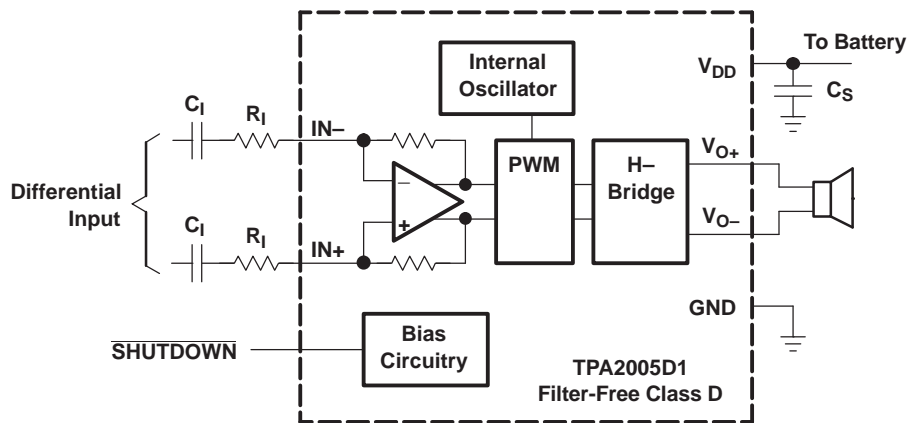 To Battery
Internal
Oscillator
V_DD
C_S
C_I
R_I
IN–
V_O+
PWM
H–
Bridge
–
Differential
Input
+
V_O–
C_I
R_I
IN+
GND
SHUTDOWN
Bias
Circuitry
TPA2005D1
Filter-Free Class D